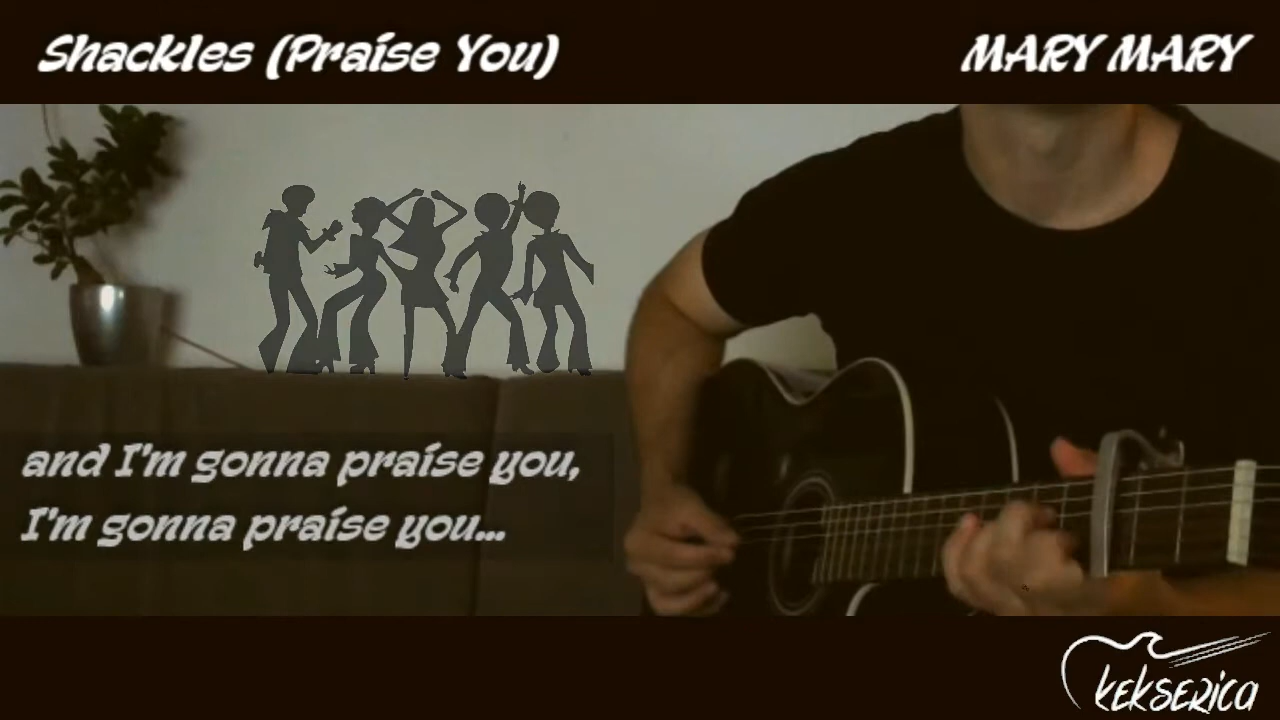 Shackles (Praise You)
MARY MARY
and I'm gonna praise you,
I'm gonna praise you...
KEKSERICA